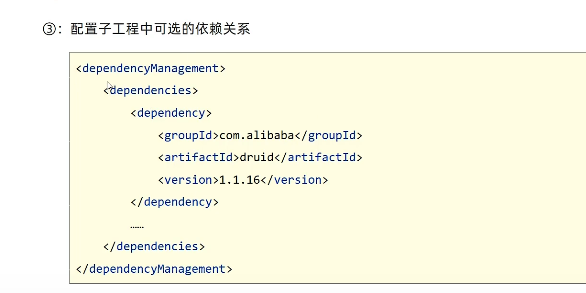 ③：配置子工程中可选的依赖关系
<dependencyManagement>
<dependencies>
<dependency>
<groupId>com.alibaba</groupId>
<artifactId>druid</artifactId>
<version>1.1.16</version>
</dependency>
……
</dependencies>
</dependencyManagement>